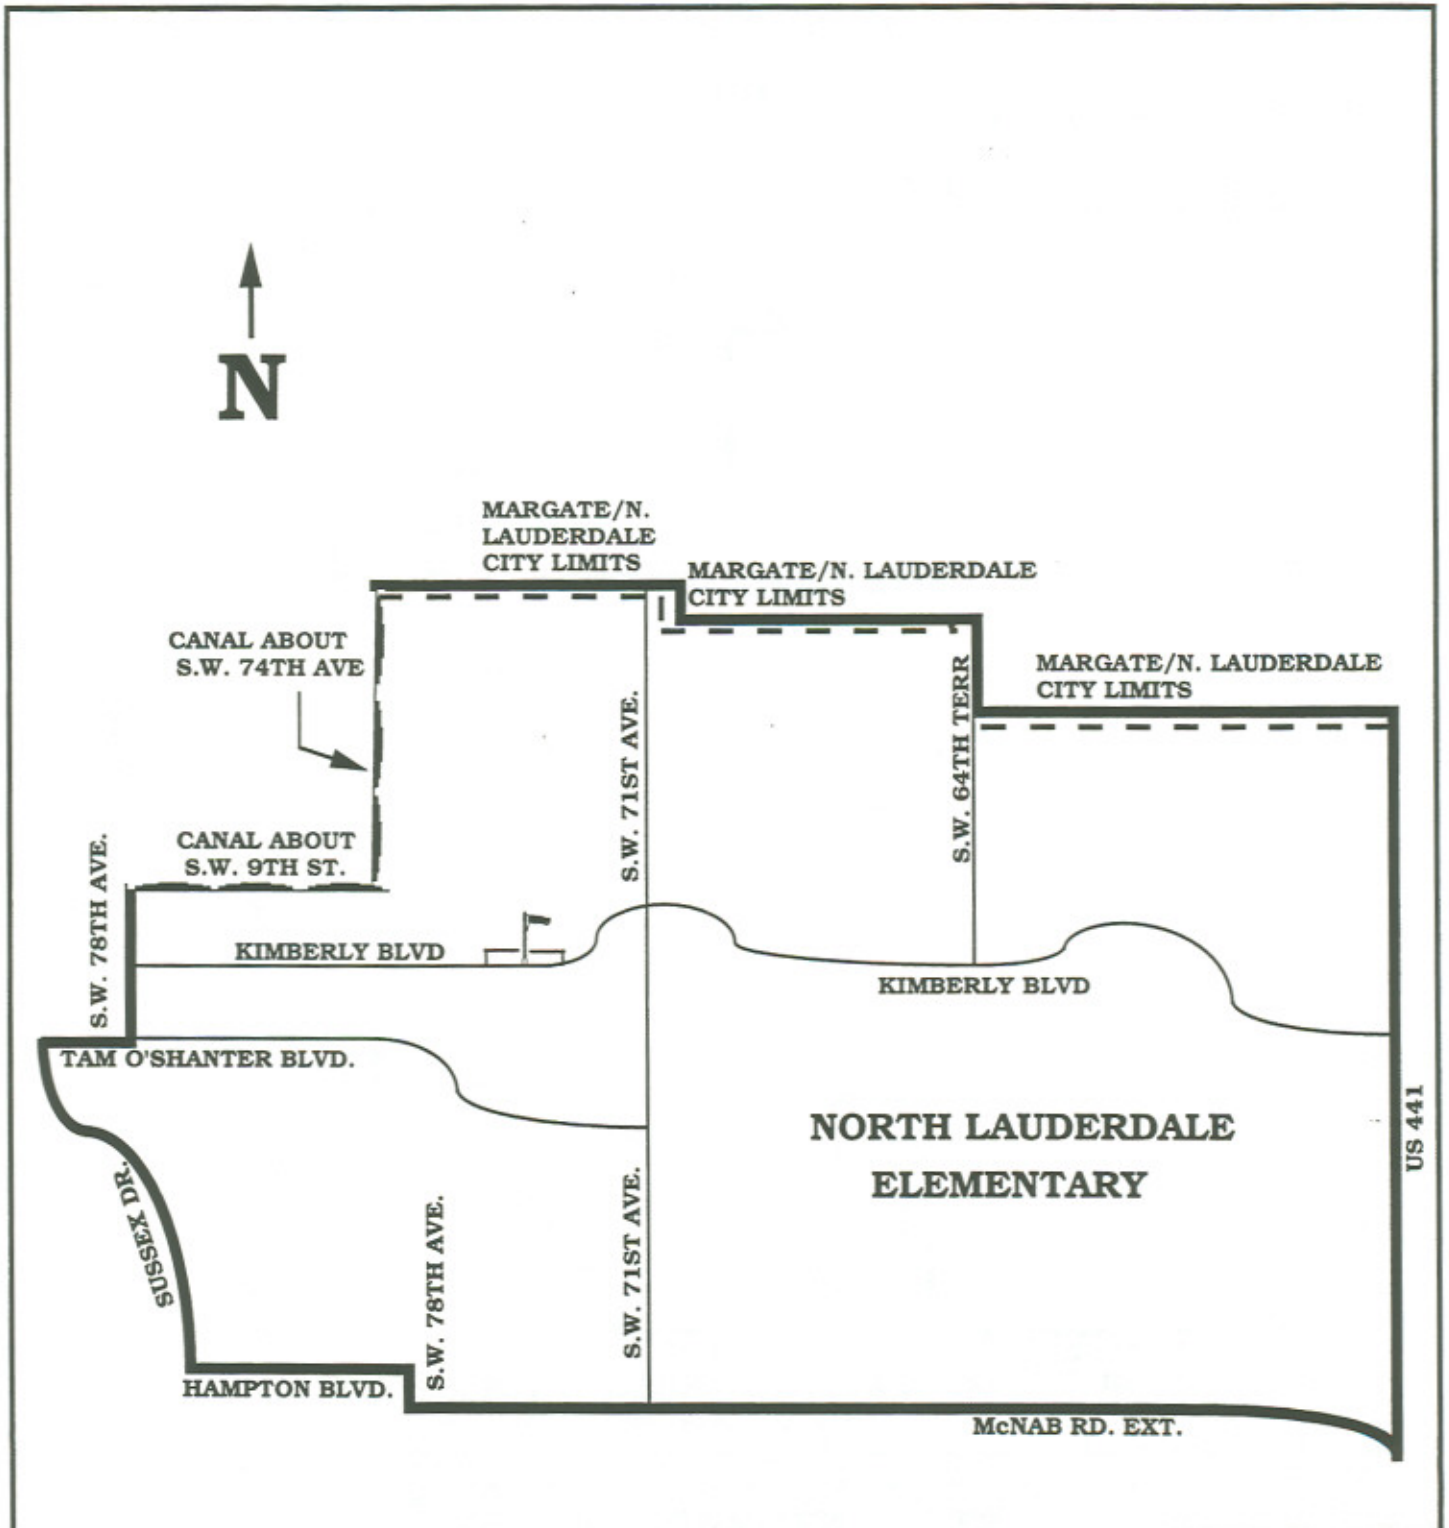 N
MARGATE/N.
LAUDERDALE
CITY LIMITS
MARGATE/N. LAUDERDALE
CITY LIMITS
CANAL ABOUT
S.W. 74TH AVE
MARGATE/N. LAUDERDALE
CITY LIMITS
S.W. 71ST AVE.
S.W. 64TH TERR
CANAL ABOUT
S.W. 9TH ST.
S.W. 78TH AVE.
KIMBERLY BLVD
KIMBERLY BLVD
TAM O'SHANTER BLVD.
NORTH LAUDERDALE
ELEMENTARY
US 441
SUSSEX DR.
S.W. 78TH AVE.
S.W. 71ST AVE.
HAMPTON BLVD.
McNAB RD. EXT.